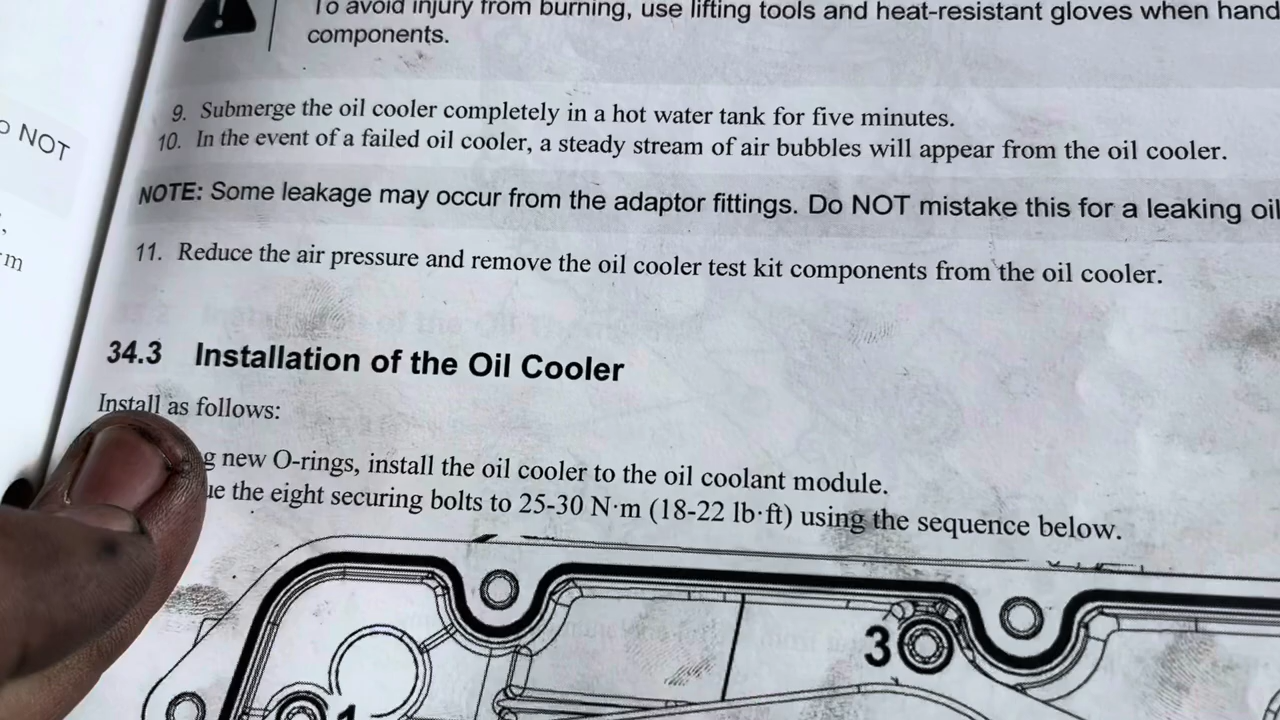 To avoid injury from burning, use lifting tools and heat-resistant gloves when hand
components.
9. Submerge the oil cooler completely in a hot water tank for five minutes.
NOT
10. In the event of a failed oil cooler, a steady stream of air bubbles will appear from the oil cooler.
NOTE: Some leakage may occur from the adaptor fittings. Do NOT mistake this for a leaking oil
m
11. Reduce the air pressure and remove the oil cooler test kit components from the oil cooler.
34.3 Installation of the Oil Cooler
Install as follows:
g new O-rings, install the oil cooler to the oil coolant module.
ue the eight securing bolts to 25-30 N·m (18-22 lb·ft) using the sequence below.
3
1